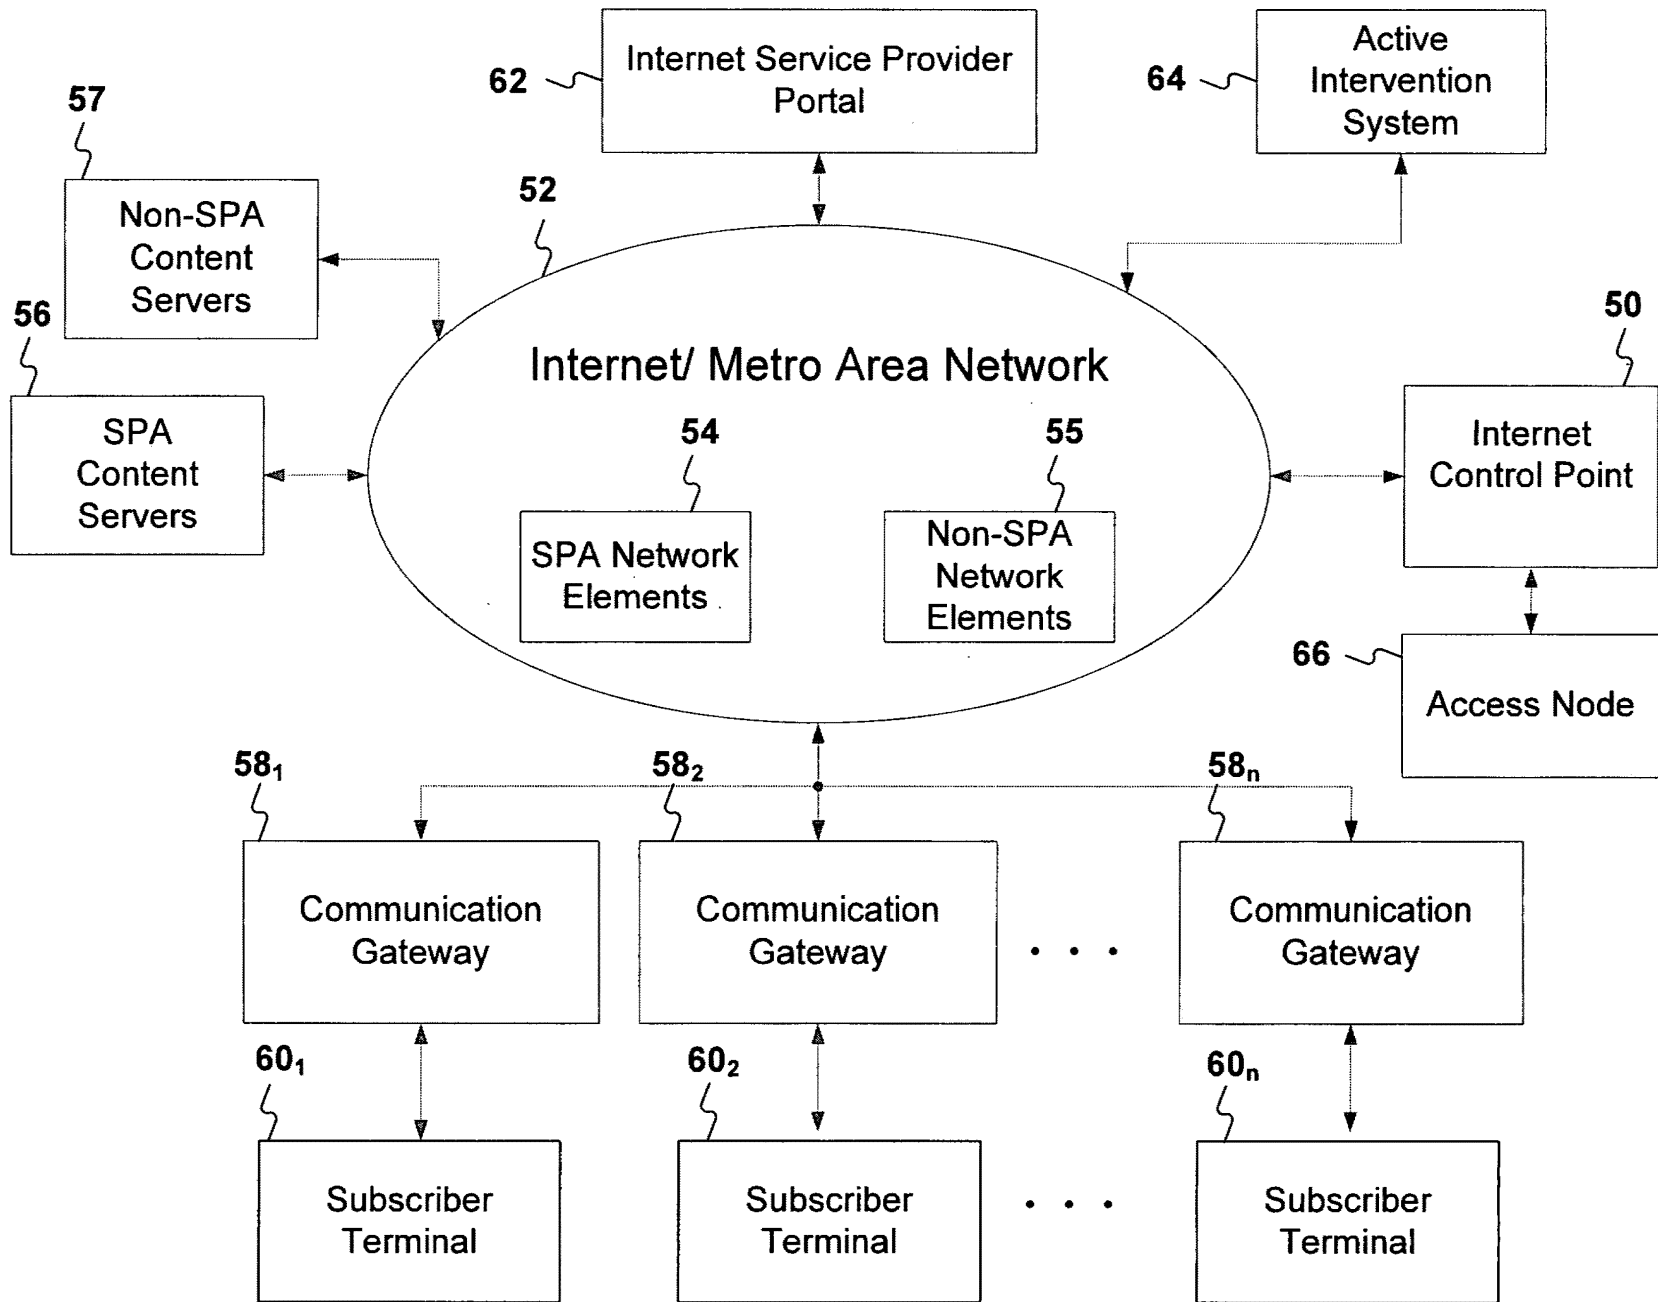 62
Internet Service Provider
Portal
64
Active
Intervention
System
57
Non-SPA
Content
Servers
52
56
SPA
Content
Servers
Internet/ Metro Area Network
50
Internet
Control Point
54
SPA Network
Elements
55
Non-SPA
Network
Elements
66
Access Node
58₁
Communication
Gateway
58₂
Communication
Gateway
. . .
58ₙ
Communication
Gateway
60₁
Subscriber
Terminal
60₂
Subscriber
Terminal
. . .
60ₙ
Subscriber
Terminal